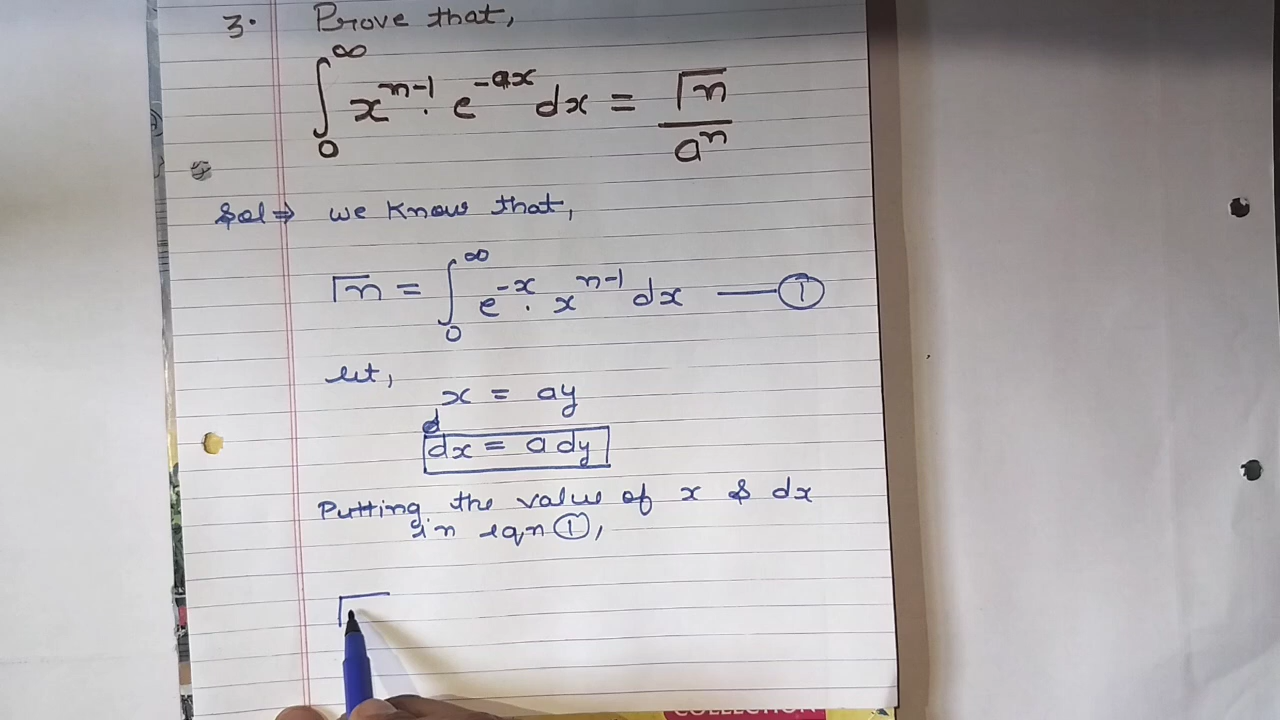 3. Prove that,
∫₀^∞ x^{n-1} . e^{-ax} dx = Γn / a^n
Sol ⇒ we know that,
Γn = ∫₀^∞ e^{-x} . x^{n-1} dx — ①
let,
x = ay
d
dx = a dy
Putting the value of x & dx
in eqn ①,
Γ
COLLECTION